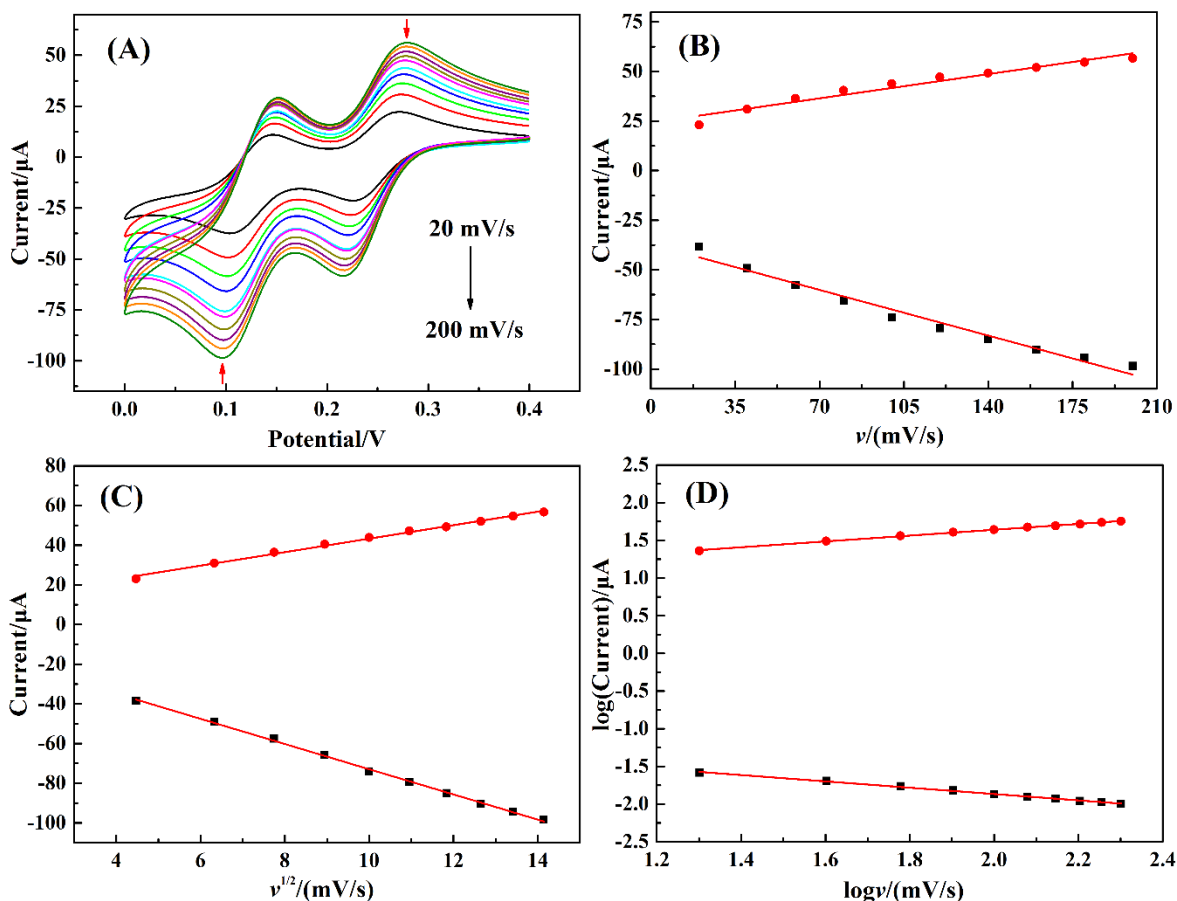 (A)
Current/μA
50
25
0
-25
-50
-75
-100
20 mV/s
200 mV/s
0.0 0.1 0.2 0.3 0.4
Potential/V
(B)
Current/μA
75
50
25
0
-25
-50
-75
-100
0 35 70 105 140 175 210
v/(mV/s)
(C)
Current/μA
80
60
40
20
0
-20
-40
-60
-80
-100
4 6 8 10 12 14
v^1/2/(mV/s)
(D)
log(Current)/μA
2.5
2.0
1.5
1.0
0.5
0.0
-0.5
-1.0
-1.5
-2.0
-2.5
1.2 1.4 1.6 1.8 2.0 2.2 2.4
logv/(mV/s)